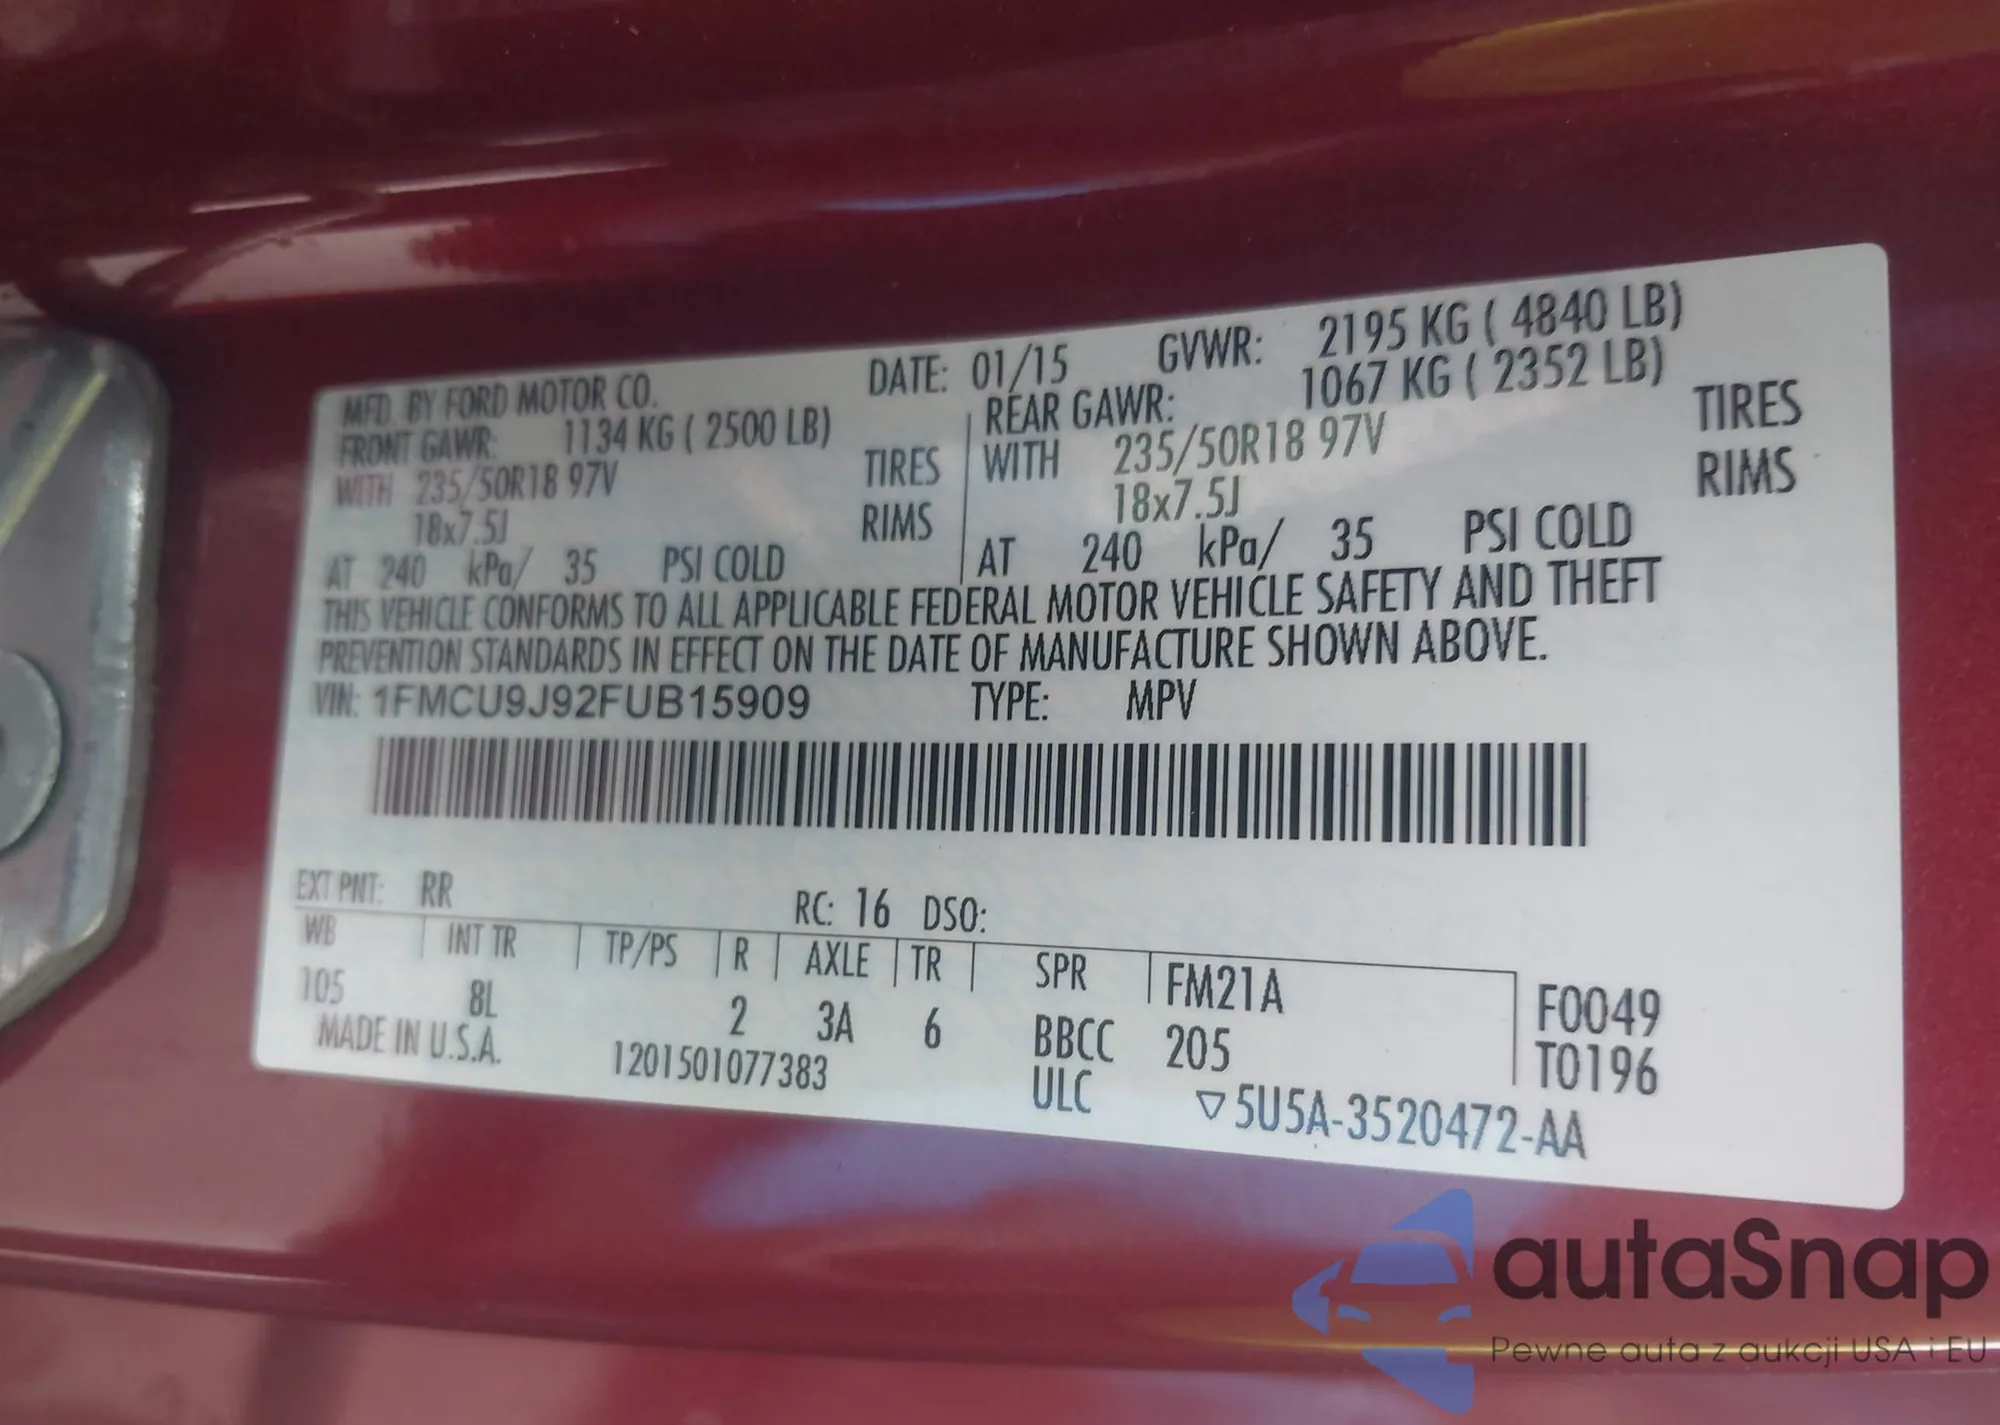 MFD. BY FORD MOTOR CO. DATE: 01/15 GVWR: 2195 KG ( 4840 LB)
FRONT GAWR: 1134 KG ( 2500 LB) REAR GAWR: 1067 KG ( 2352 LB)
WITH 235/50R18 97V TIRES WITH 235/50R18 97V TIRES
18x7.5J RIMS 18x7.5J RIMS
AT 240 kPa/ 35 PSI COLD AT 240 kPa/ 35 PSI COLD
THIS VEHICLE CONFORMS TO ALL APPLICABLE FEDERAL MOTOR VEHICLE SAFETY AND THEFT
PREVENTION STANDARDS IN EFFECT ON THE DATE OF MANUFACTURE SHOWN ABOVE.
VIN: 1FMCU9J92FUB15909 TYPE: MPV
EXT PNT: RR RC: 16 DSO:
WB INT TR TP/PS R AXLE TR SPR FM21A F0049
105 8L 2 3A 6 BBCC 205 T0196
MADE IN U.S.A. 1201501077383 ULC ▽5U5A-3520472-AA
autaSnap
Pewne auta z aukcji USA i EU